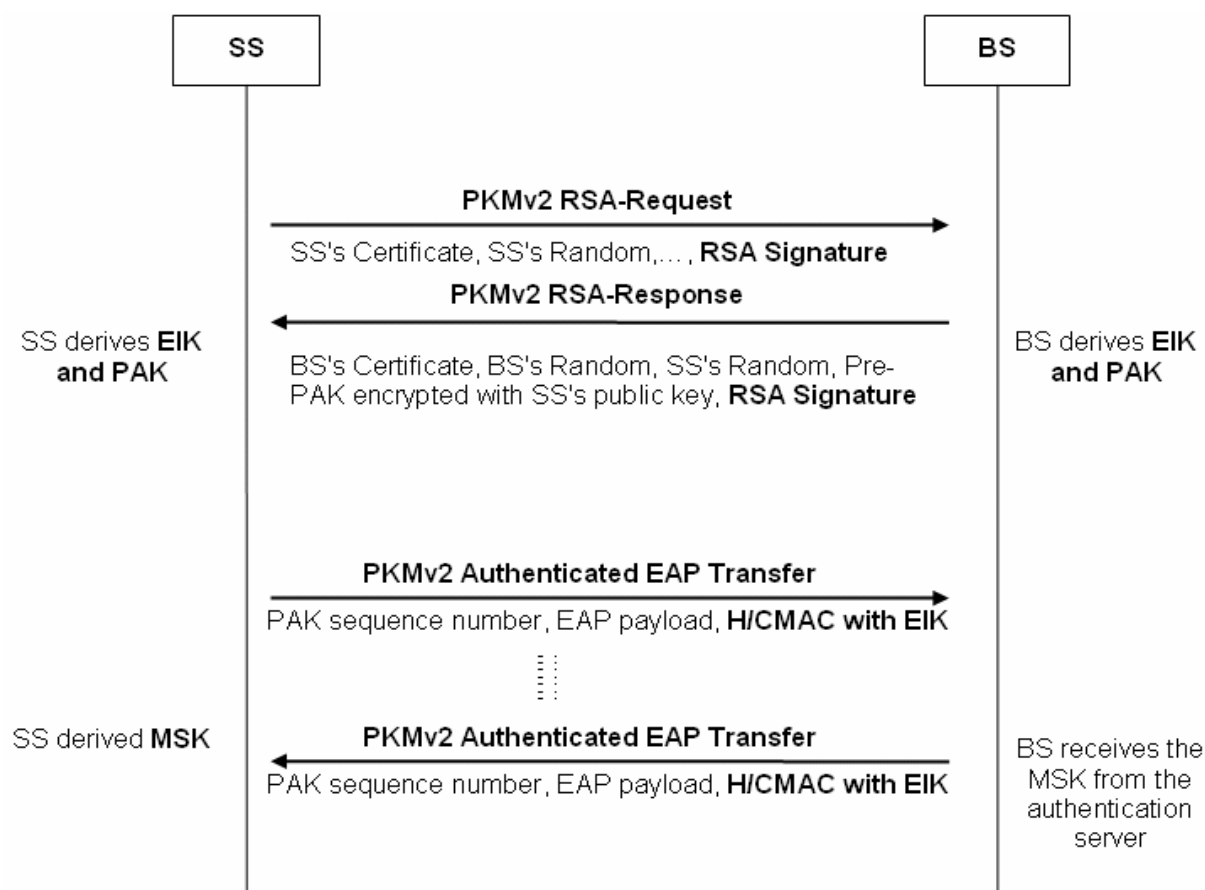 SS
BS
PKMv2 RSA-Request
SS's Certificate, SS's Random,..., RSA Signature
PKMv2 RSA-Response
SS derives EIK
and PAK
BS's Certificate, BS's Random, SS's Random, Pre-
PAK encrypted with SS's public key, RSA Signature
BS derives EIK
and PAK
PKMv2 Authenticated EAP Transfer
PAK sequence number, EAP payload, H/CMAC with EIK
SS derived MSK
PKMv2 Authenticated EAP Transfer
PAK sequence number, EAP payload, H/CMAC with EIK
BS receives the
MSK from the
authentication
server